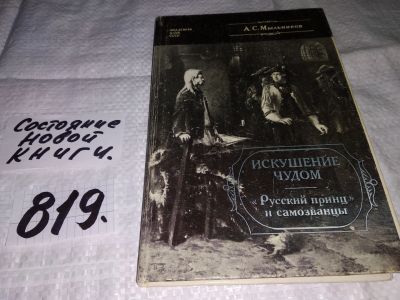 Состояние
новой
книги.
819.
А.С. Мыльников
ИСКУШЕНИЕ
ЧУДОМ
«Русский принц»
и самозванцы